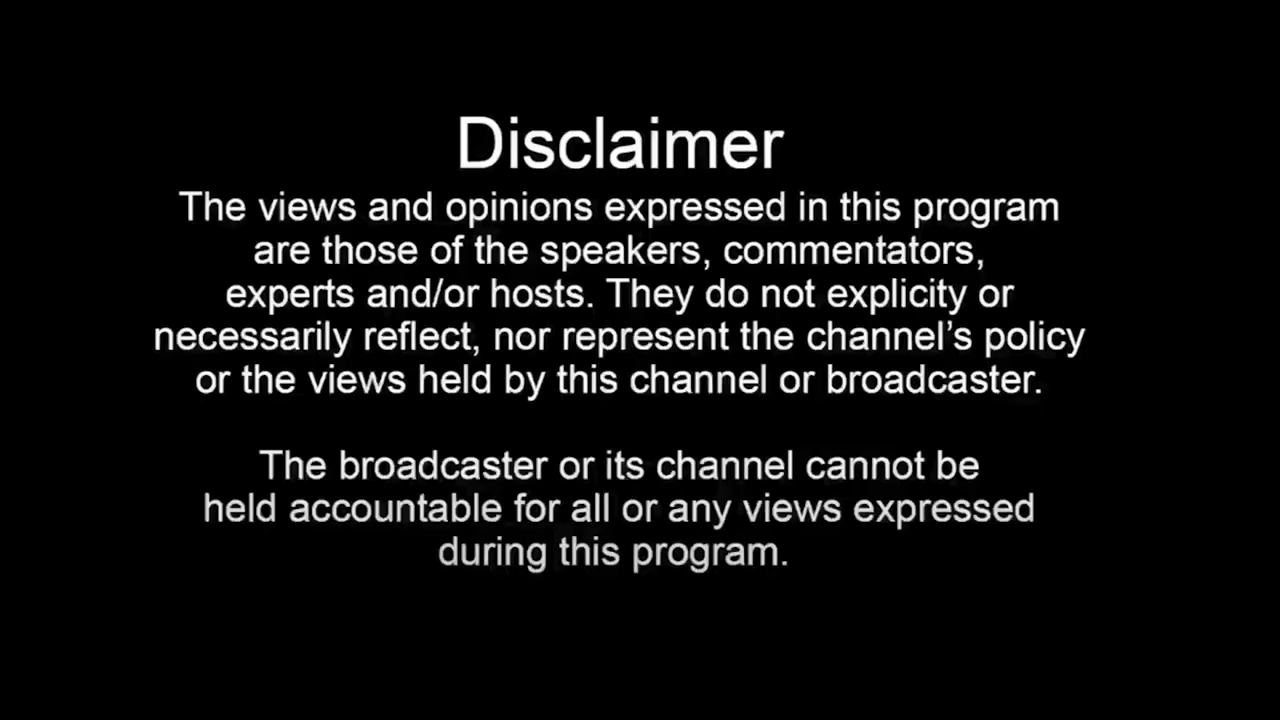 Disclaimer
The views and opinions expressed in this program
are those of the speakers, commentators,
experts and/or hosts. They do not explicity or
necessarily reflect, nor represent the channel's policy
or the views held by this channel or broadcaster.
The broadcaster or its channel cannot be
held accountable for all or any views expressed
during this program.